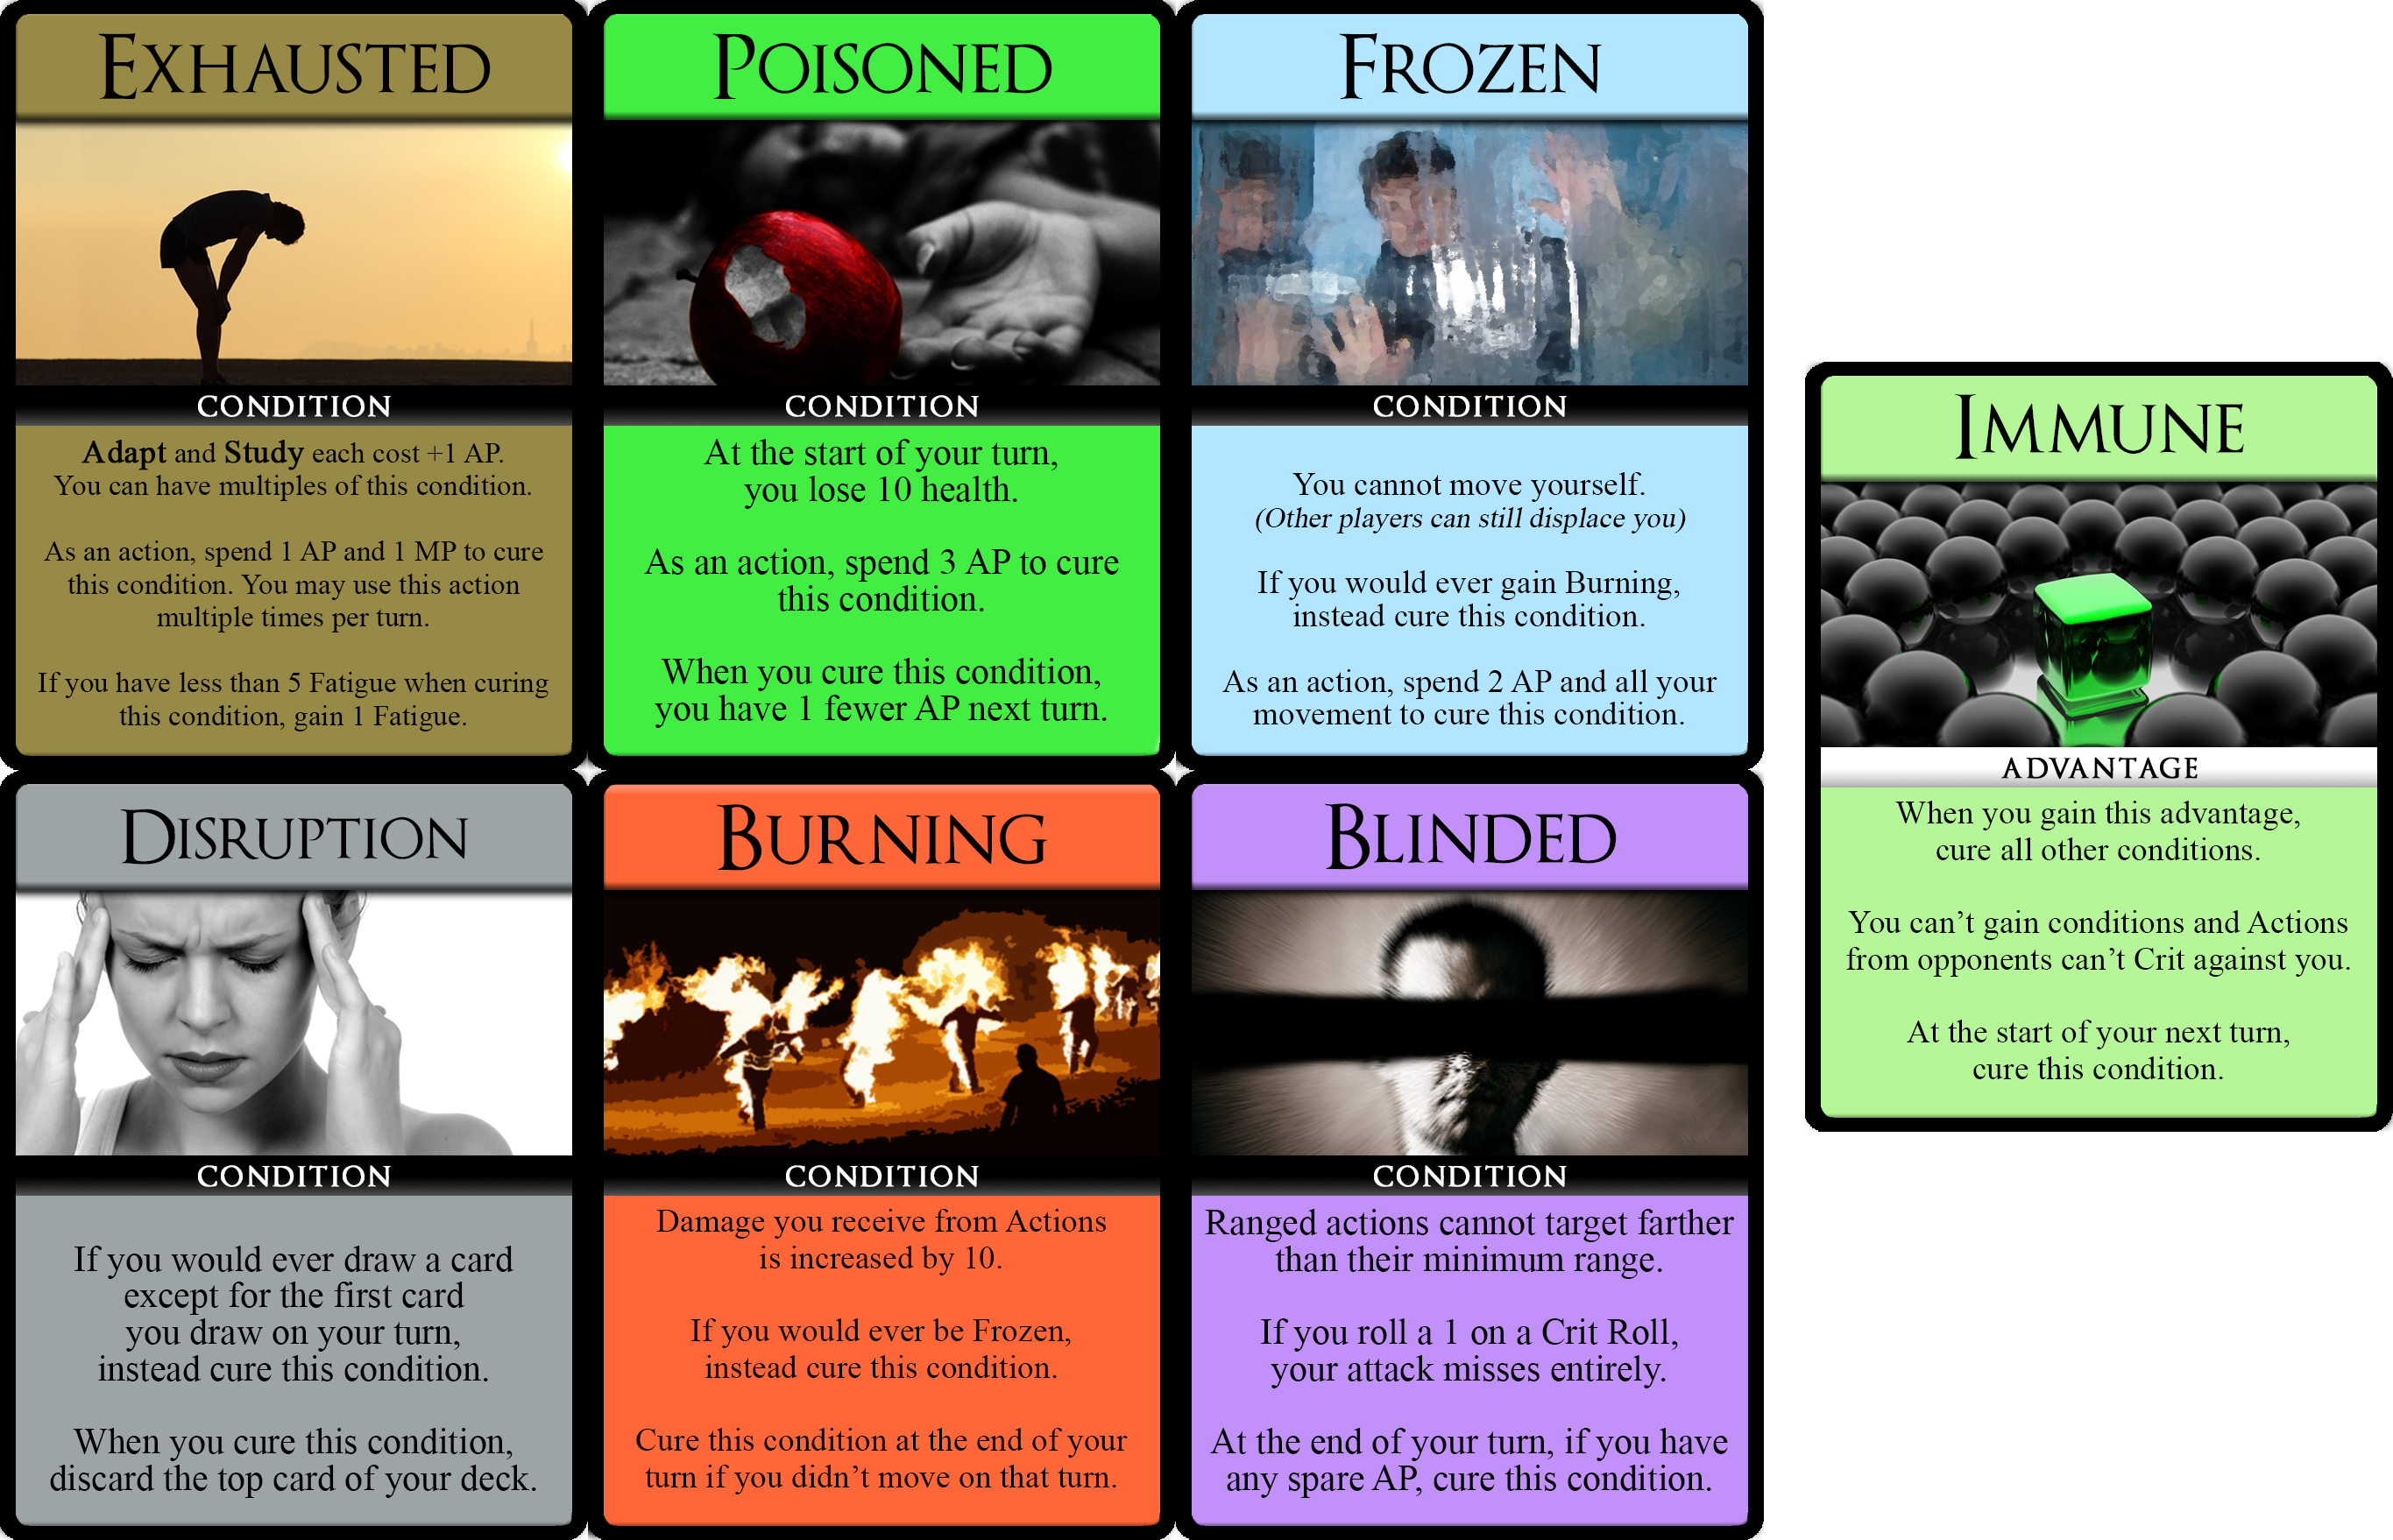 EXHAUSTED
CONDITION
Adapt and Study each cost +1 AP.
You can have multiples of this condition.
As an action, spend 1 AP and 1 MP to cure
this condition. You may use this action
multiple times per turn.
If you have less than 5 Fatigue when curing
this condition, gain 1 Fatigue.
POISONED
CONDITION
At the start of your turn,
you lose 10 health.
As an action, spend 3 AP to cure
this condition.
When you cure this condition,
you have 1 fewer AP next turn.
FROZEN
CONDITION
You cannot move yourself.
(Other players can still displace you)
If you would ever gain Burning,
instead cure this condition.
As an action, spend 2 AP and all your
movement to cure this condition.
DISRUPTION
CONDITION
If you would ever draw a card
except for the first card
you draw on your turn,
instead cure this condition.
When you cure this condition,
discard the top card of your deck.
BURNING
CONDITION
Damage you receive from Actions
is increased by 10.
If you would ever be Frozen,
instead cure this condition.
Cure this condition at the end of your
turn if you didn’t move on that turn.
BLINDED
CONDITION
Ranged actions cannot target farther
than their minimum range.
If you roll a 1 on a Crit Roll,
your attack misses entirely.
At the end of your turn, if you have
any spare AP, cure this condition.
IMMUNE
ADVANTAGE
When you gain this advantage,
cure all other conditions.
You can’t gain conditions and Actions
from opponents can’t Crit against you.
At the start of your next turn,
cure this condition.